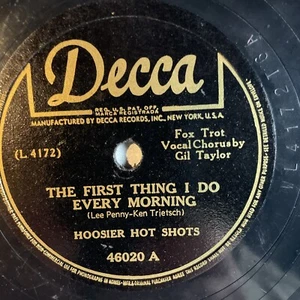 Decca
REG. U.S. PAT. OFF.
MARCA REGISTRADA
MANUFACTURED BY DECCA RECORDS, INC., NEW YORK, U.S.A.
Fox Trot
Vocal Chorus by
Gil Taylor
(L 4172)
THE FIRST THING I DO
EVERY MORNING
(Lee Penny-Ken Trietsch)
HOOSIER HOT SHOTS
46020 A